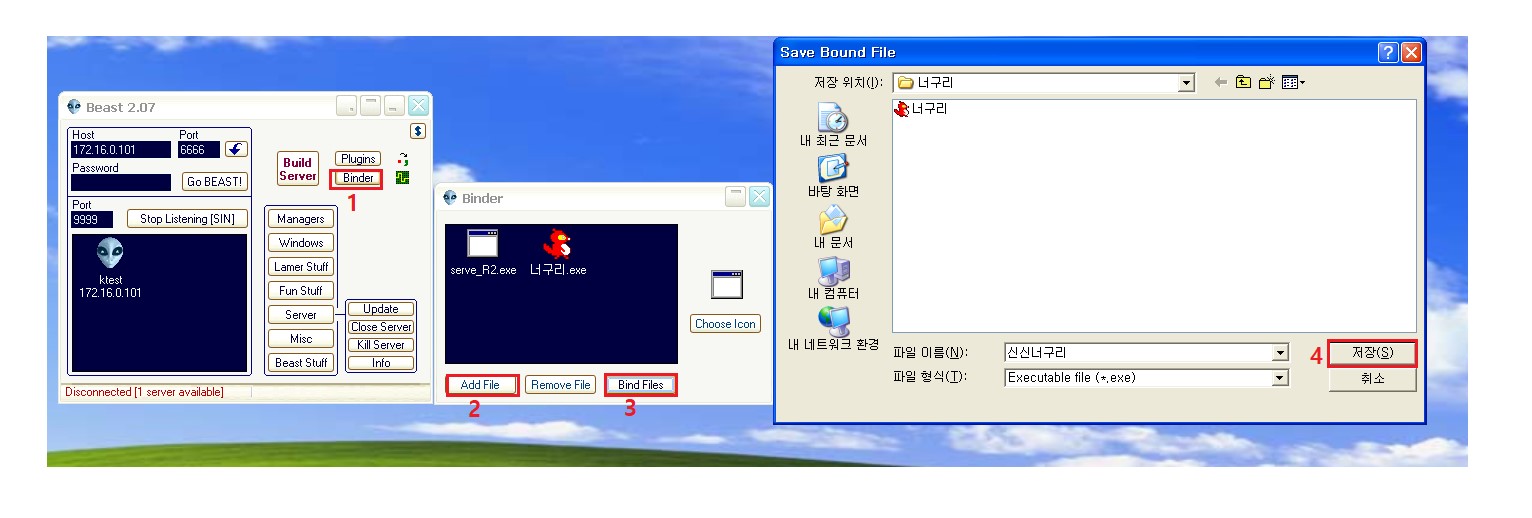 Beast 2.07
$
Host
Port
172.16.0.101
6666
Password
Go BEAST!
Build
Server
Plugins
Binder
1
Port
9999
Stop Listening [SIN]
ktest
172.16.0.101
Managers
Windows
Lamer Stuff
Fun Stuff
Server
Misc
Beast Stuff
Update
Close Server
Kill Server
Info
Disconnected [1 server available]
Binder
serve_R2.exe
너구리.exe
Choose Icon
Add File
Remove File
Bind Files
2
3
Save Bound File
저장 위치(I):
너구리
너구리
내 최근 문서
바탕 화면
내 문서
내 컴퓨터
내 네트워크 환경
파일 이름(N):
신신너구리
4
저장(S)
파일 형식(T):
Executable file (*.exe)
취소